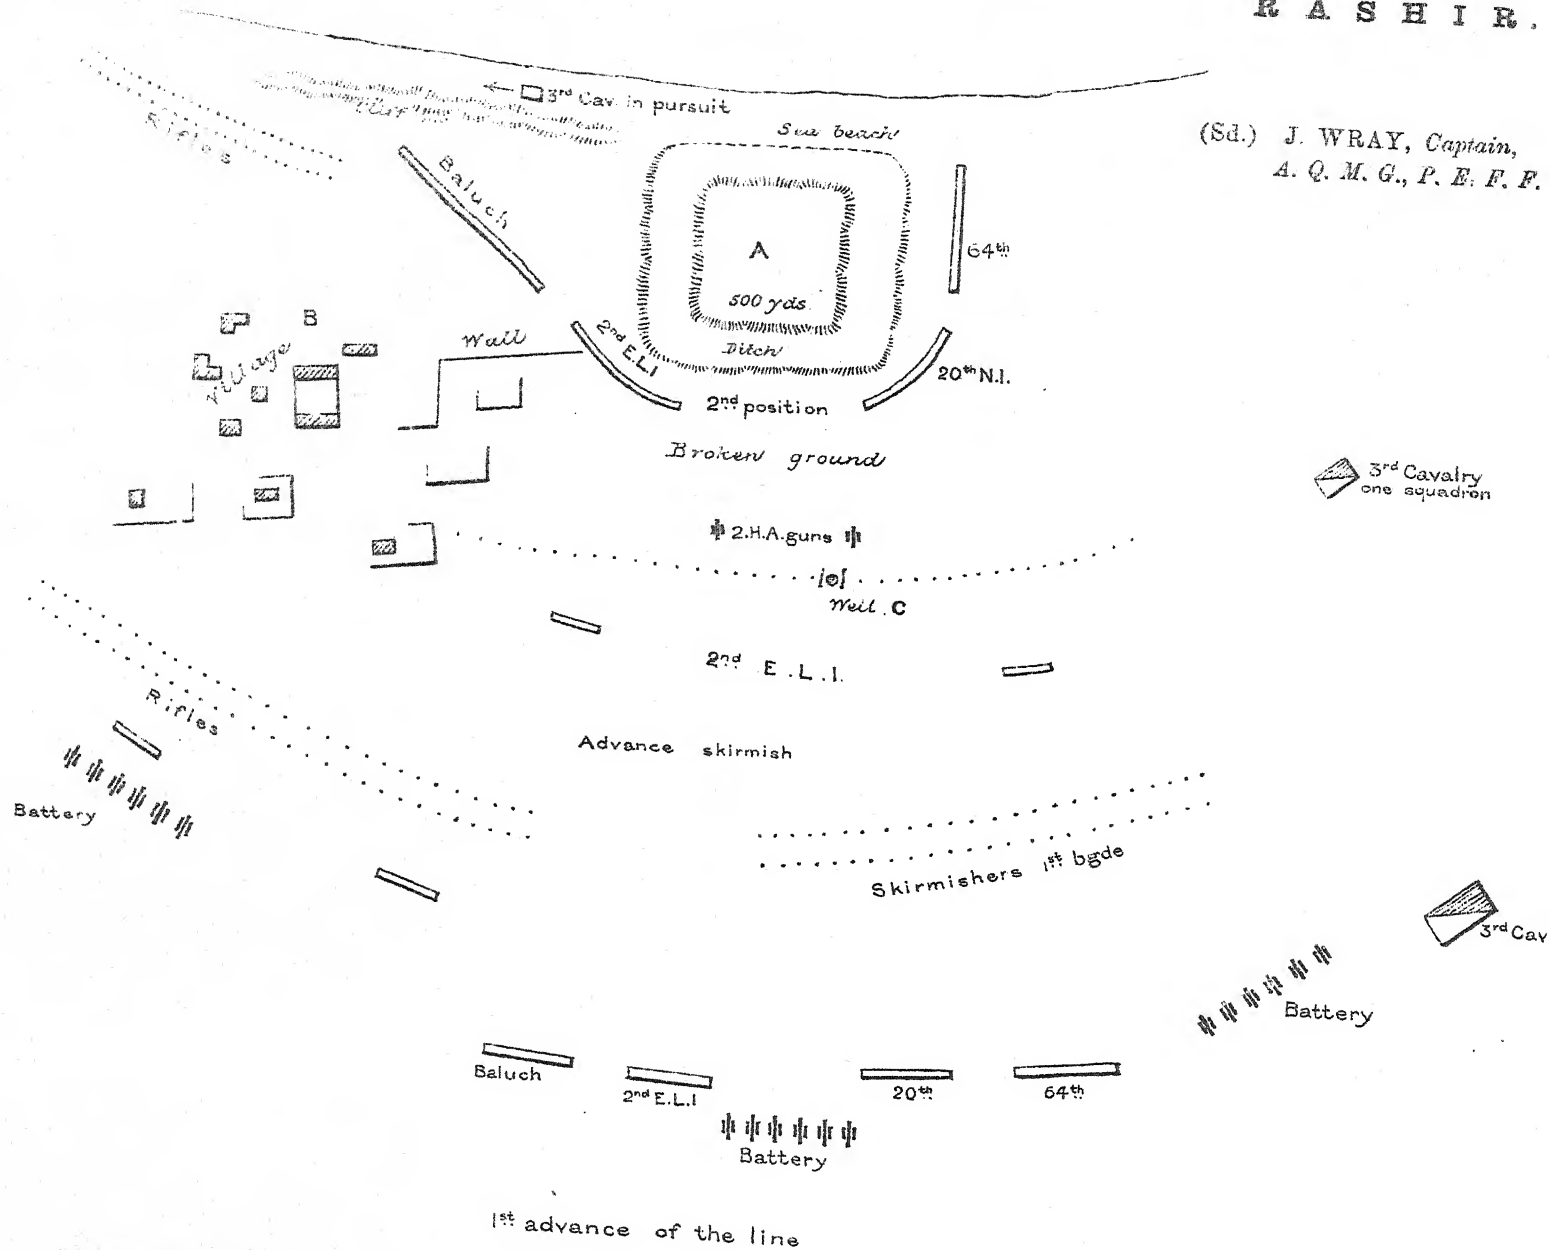 RASHIR.
(Sd.) J. WRAY, Captain,
A. Q. M. G., P. E. F. F.
3rd Cav. in pursuit
Cliff
Sea beach
Rifles
Baluch
A
64th
500 yds.
B
Village
Wall
2nd E.L.I
Ditch
20th N.I.
2nd position
Broken ground
3rd Cavalry
one squadron
2.H.A.guns
Well. C
2nd E.L.I.
Rifles
Advance skirmish
Battery
Skirmishers 1st bgde
3rd Cav
Battery
Baluch
2nd E.L.I
20th
64th
Battery
1st advance of the line